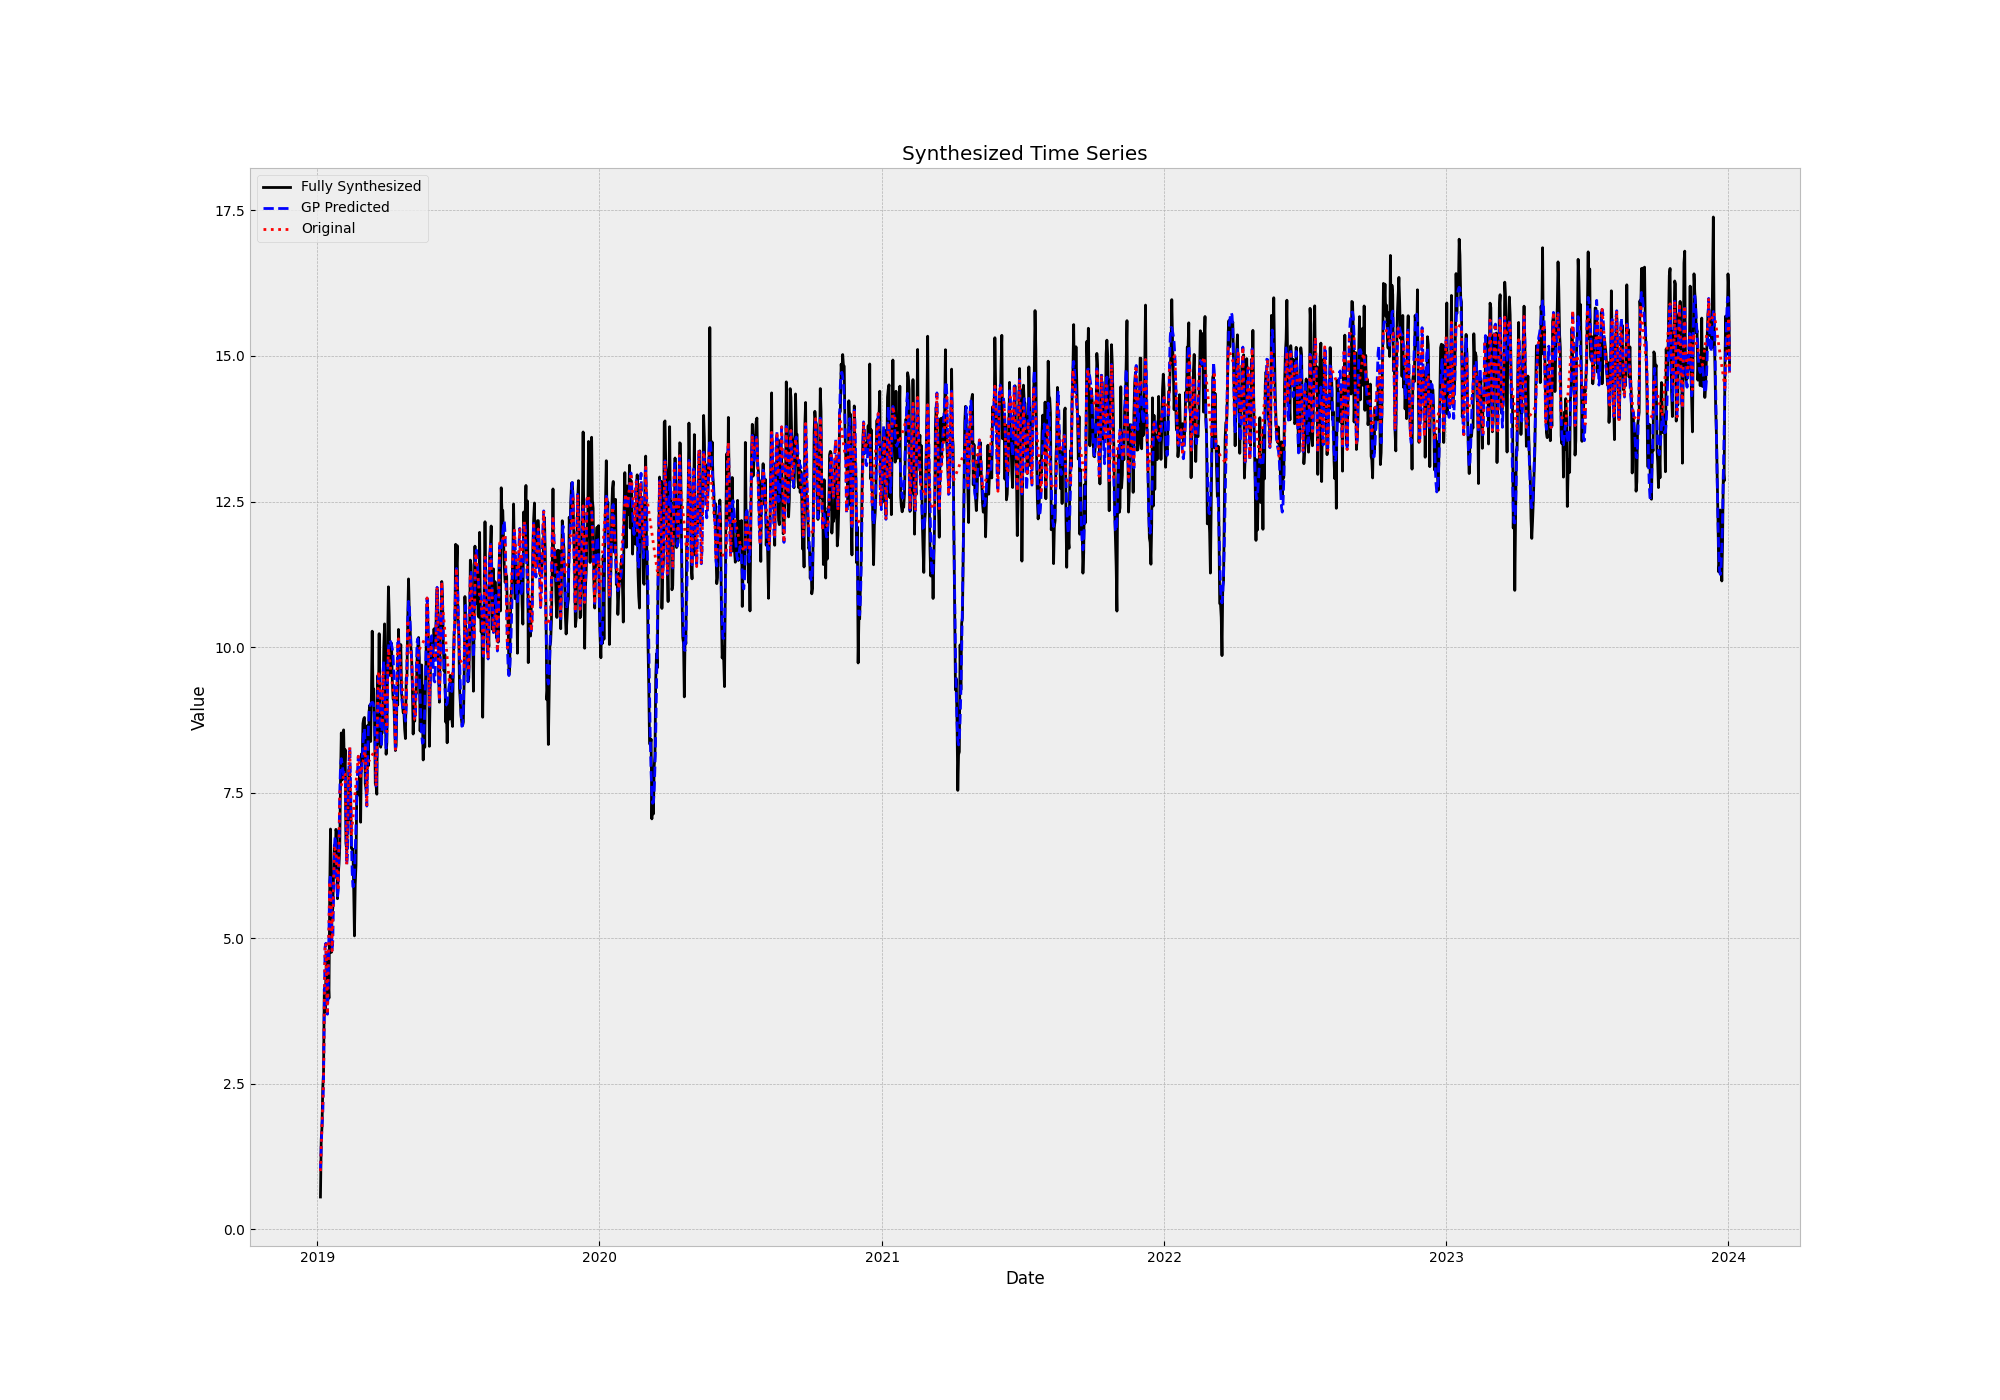 Synthesized Time Series
Fully Synthesized
GP Predicted
Original
17.5
15.0
12.5
10.0
7.5
5.0
2.5
0.0
Value
2019 2020 2021 2022 2023 2024
Date